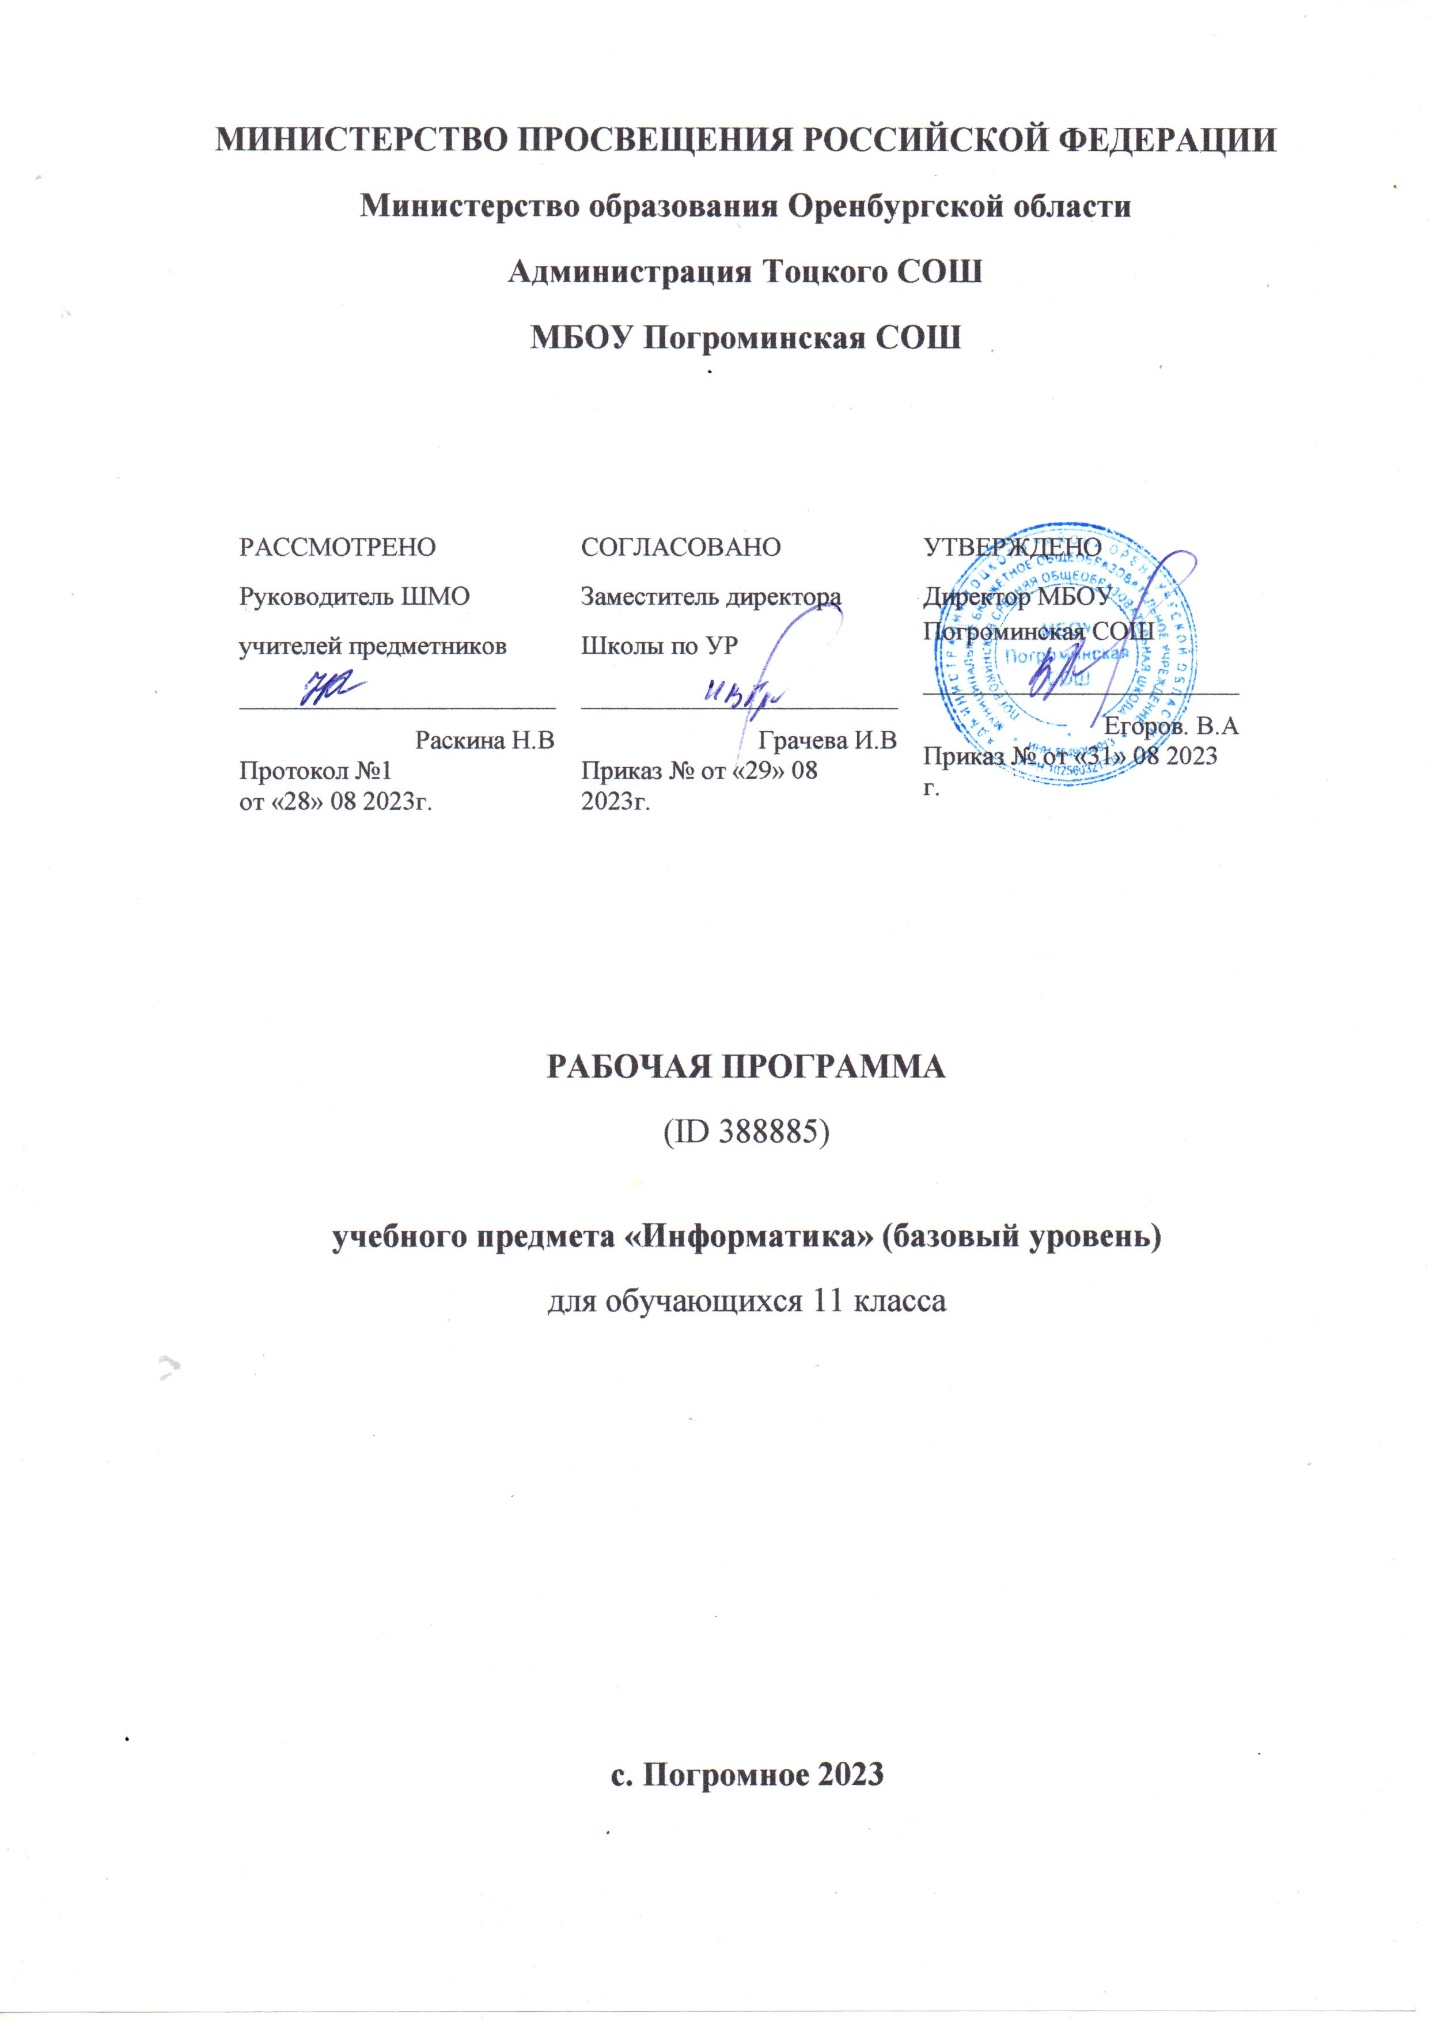 МИНИСТЕРСТВО ПРОСВЕЩЕНИЯ РОССИЙСКОЙ ФЕДЕРАЦИИ
Министерство образования Оренбургской области
Администрация Тоцкого СОШ
МБОУ Погроминская СОШ
РАССМОТРЕНО
Руководитель ШМО
учителей предметников
Раскина Н.В
Протокол №1
от «28» 08 2023г.
СОГЛАСОВАНО
Заместитель директора
Школы по УР
Грачева И.В
Приказ № от «29» 08
2023г.
УТВЕРЖДЕНО
Директор МБОУ
Погроминская СОШ
Егоров. В.А
Приказ № от «31» 08 2023
г.
МБОУ
Погроминская
СОШ
РАБОЧАЯ ПРОГРАММА
(ID 388885)
учебного предмета «Информатика» (базовый уровень)
для обучающихся 11 класса
с. Погромное 2023